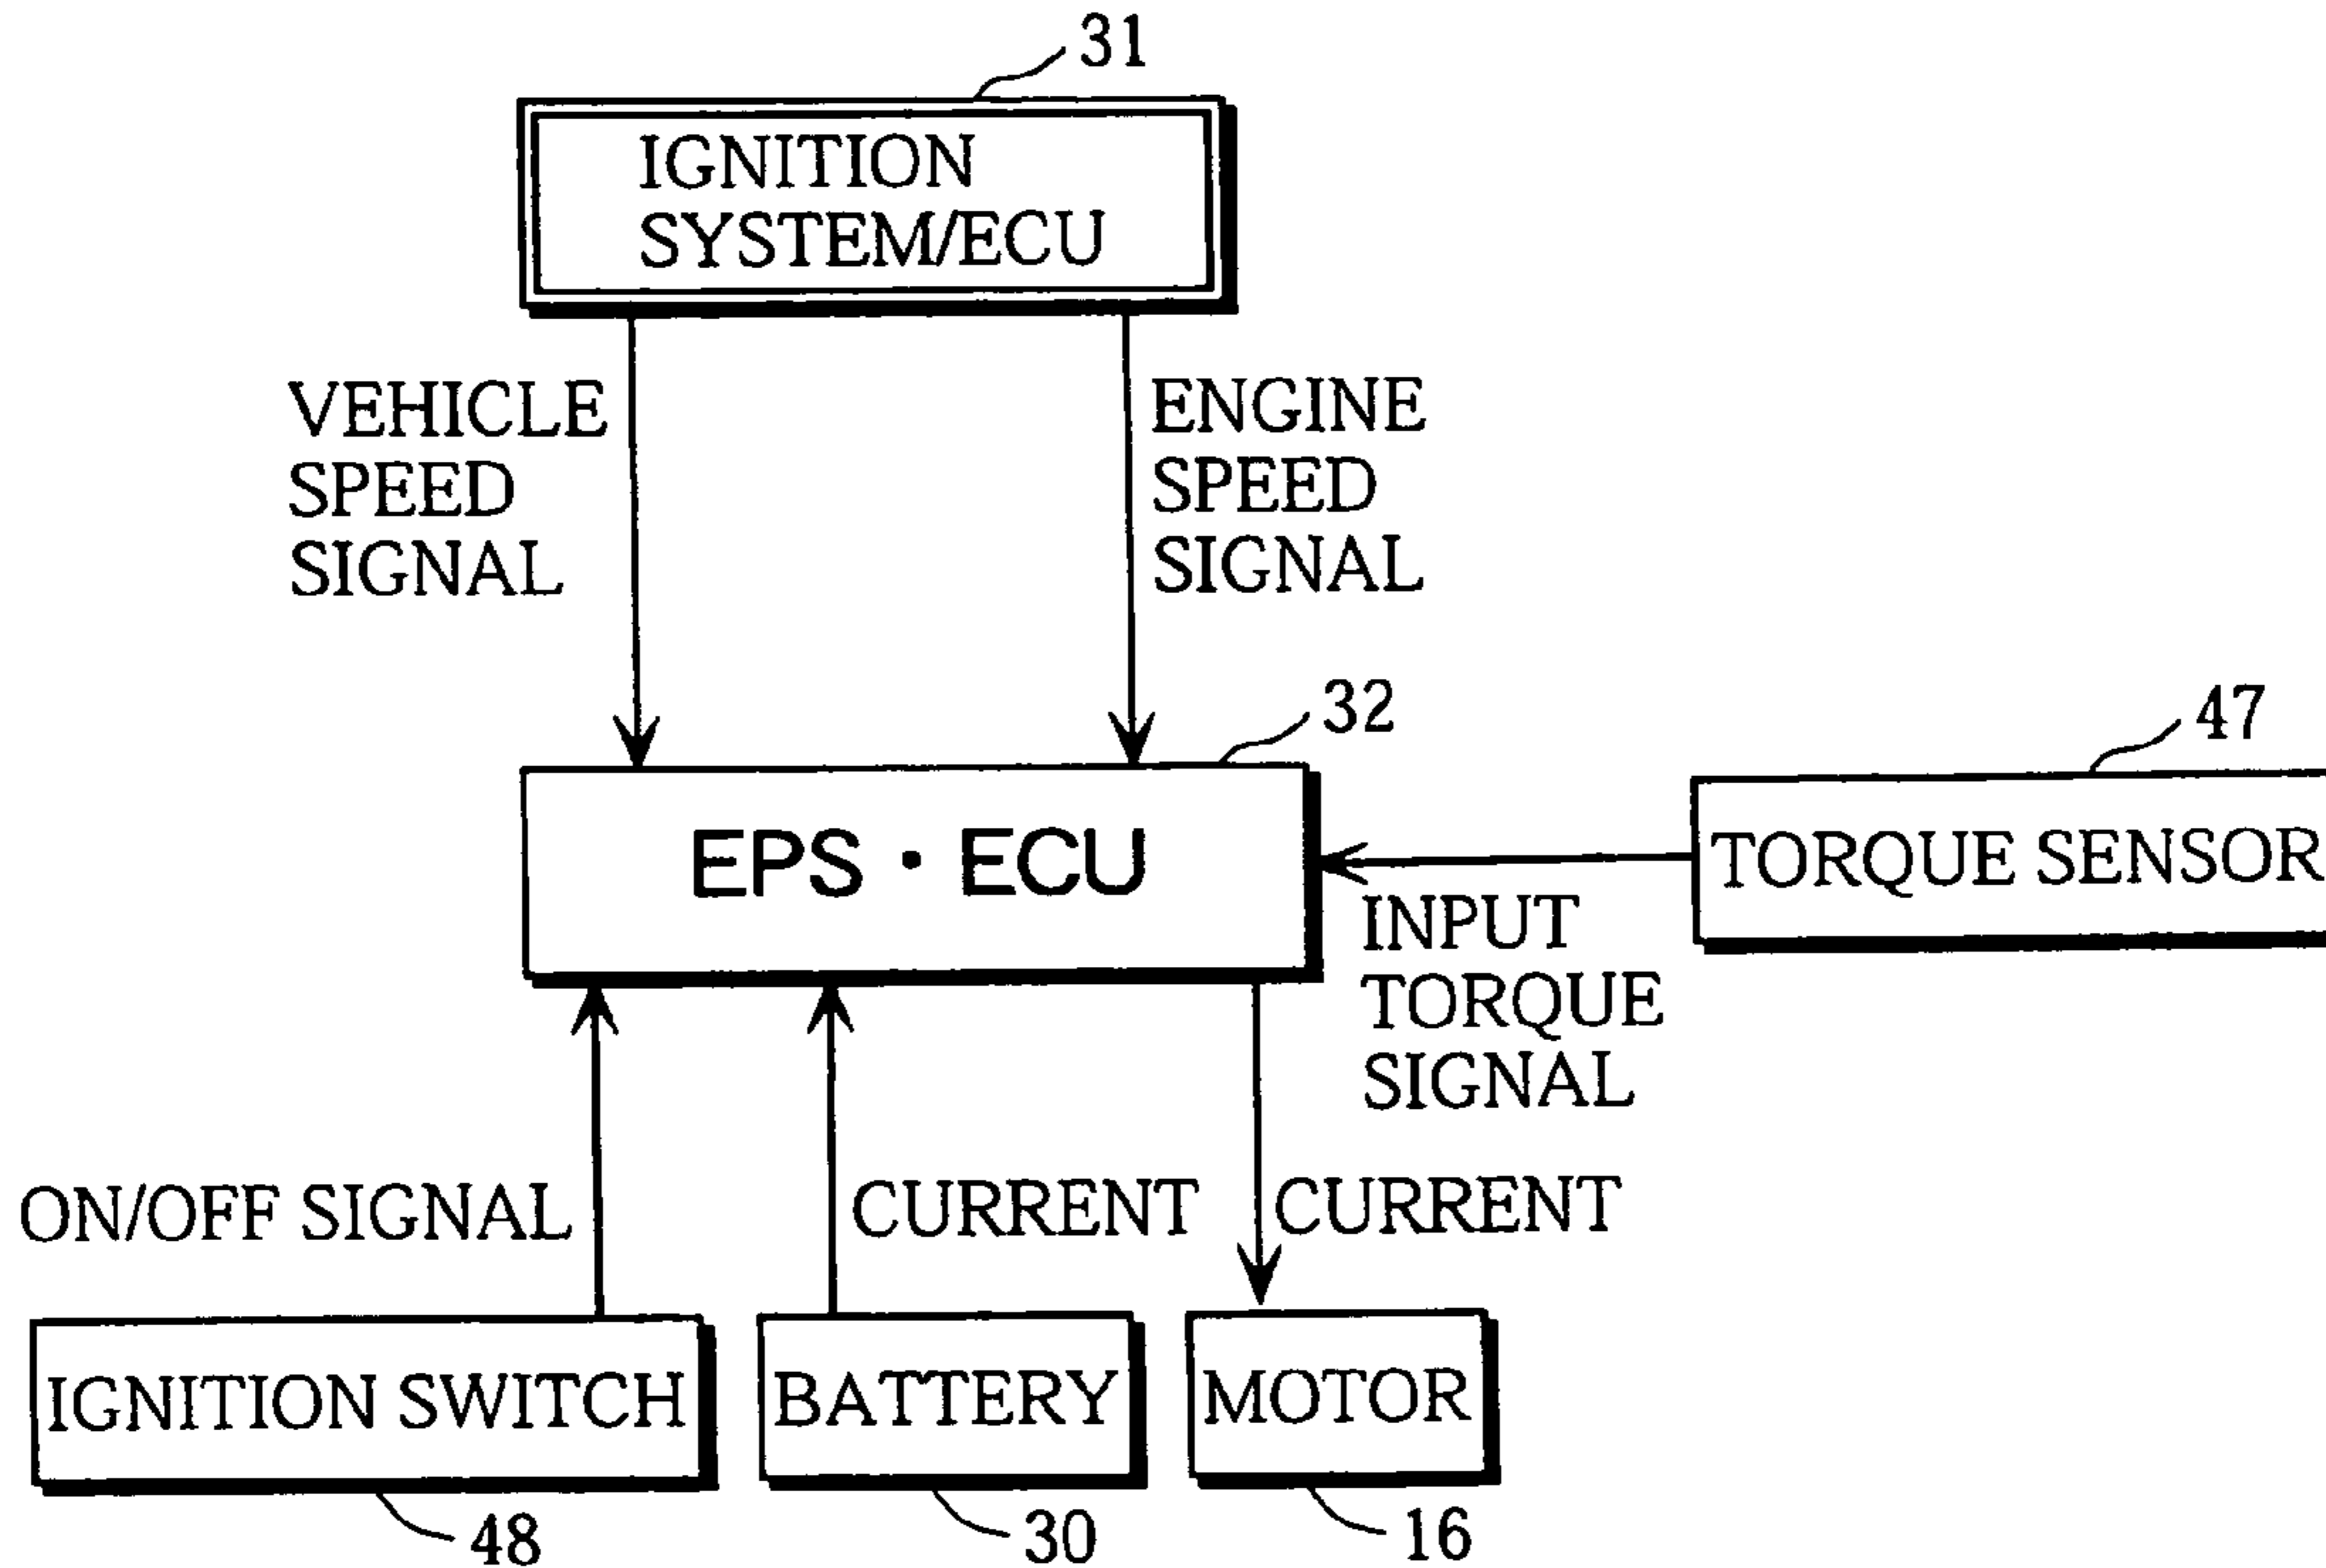 31
IGNITION
SYSTEM/ECU
VEHICLE
SPEED
SIGNAL
ENGINE
SPEED
SIGNAL
32
47
EPS・ECU
TORQUE SENSOR
INPUT
TORQUE
SIGNAL
ON/OFF SIGNAL
CURRENT
CURRENT
IGNITION SWITCH
BATTERY
MOTOR
48
30
16